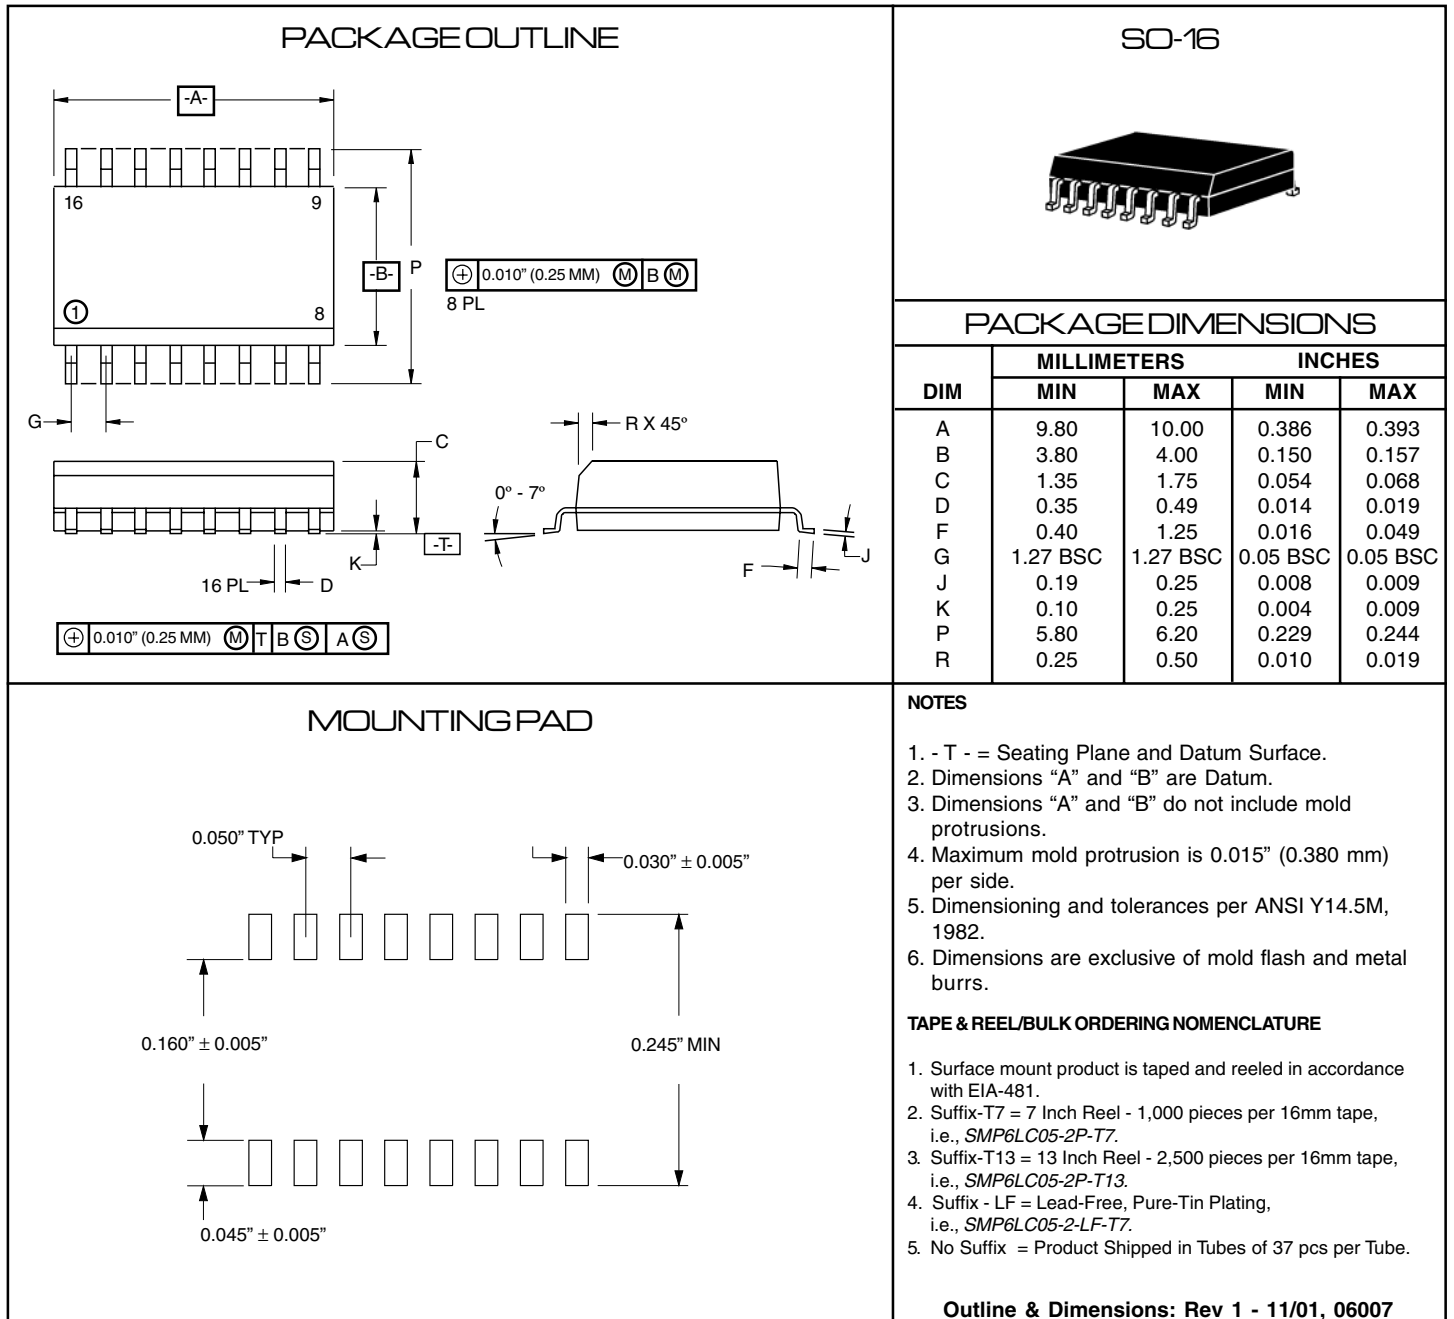 PACKAGE OUTLINE
-A-
16
9
-B-
P
⊕ 0.010” (0.25 MM) Ⓜ B Ⓜ
8 PL
1
8
G
C
R X 45º
0º - 7º
-T-
K
J
F
16 PL
D
⊕ 0.010” (0.25 MM) Ⓜ T B Ⓢ A Ⓢ
SO-16
PACKAGE DIMENSIONS
MILLIMETERS INCHES
DIM MIN MAX MIN MAX
A 9.80 10.00 0.386 0.393
B 3.80 4.00 0.150 0.157
C 1.35 1.75 0.054 0.068
D 0.35 0.49 0.014 0.019
F 0.40 1.25 0.016 0.049
G 1.27 BSC 1.27 BSC 0.05 BSC 0.05 BSC
J 0.19 0.25 0.008 0.009
K 0.10 0.25 0.004 0.009
P 5.80 6.20 0.229 0.244
R 0.25 0.50 0.010 0.019
MOUNTING PAD
0.050” TYP
0.030” ± 0.005”
0.160” ± 0.005”
0.245” MIN
0.045” ± 0.005”
NOTES
1. - T - = Seating Plane and Datum Surface.
2. Dimensions “A” and “B” are Datum.
3. Dimensions “A” and “B” do not include mold
protrusions.
4. Maximum mold protrusion is 0.015” (0.380 mm)
per side.
5. Dimensioning and tolerances per ANSI Y14.5M,
1982.
6. Dimensions are exclusive of mold flash and metal
burrs.
TAPE & REEL/BULK ORDERING NOMENCLATURE
1. Surface mount product is taped and reeled in accordance
with EIA-481.
2. Suffix-T7 = 7 Inch Reel - 1,000 pieces per 16mm tape,
i.e., SMP6LC05-2P-T7.
3. Suffix-T13 = 13 Inch Reel - 2,500 pieces per 16mm tape,
i.e., SMP6LC05-2P-T13.
4. Suffix - LF = Lead-Free, Pure-Tin Plating,
i.e., SMP6LC05-2-LF-T7.
5. No Suffix = Product Shipped in Tubes of 37 pcs per Tube.
Outline & Dimensions: Rev 1 - 11/01, 06007